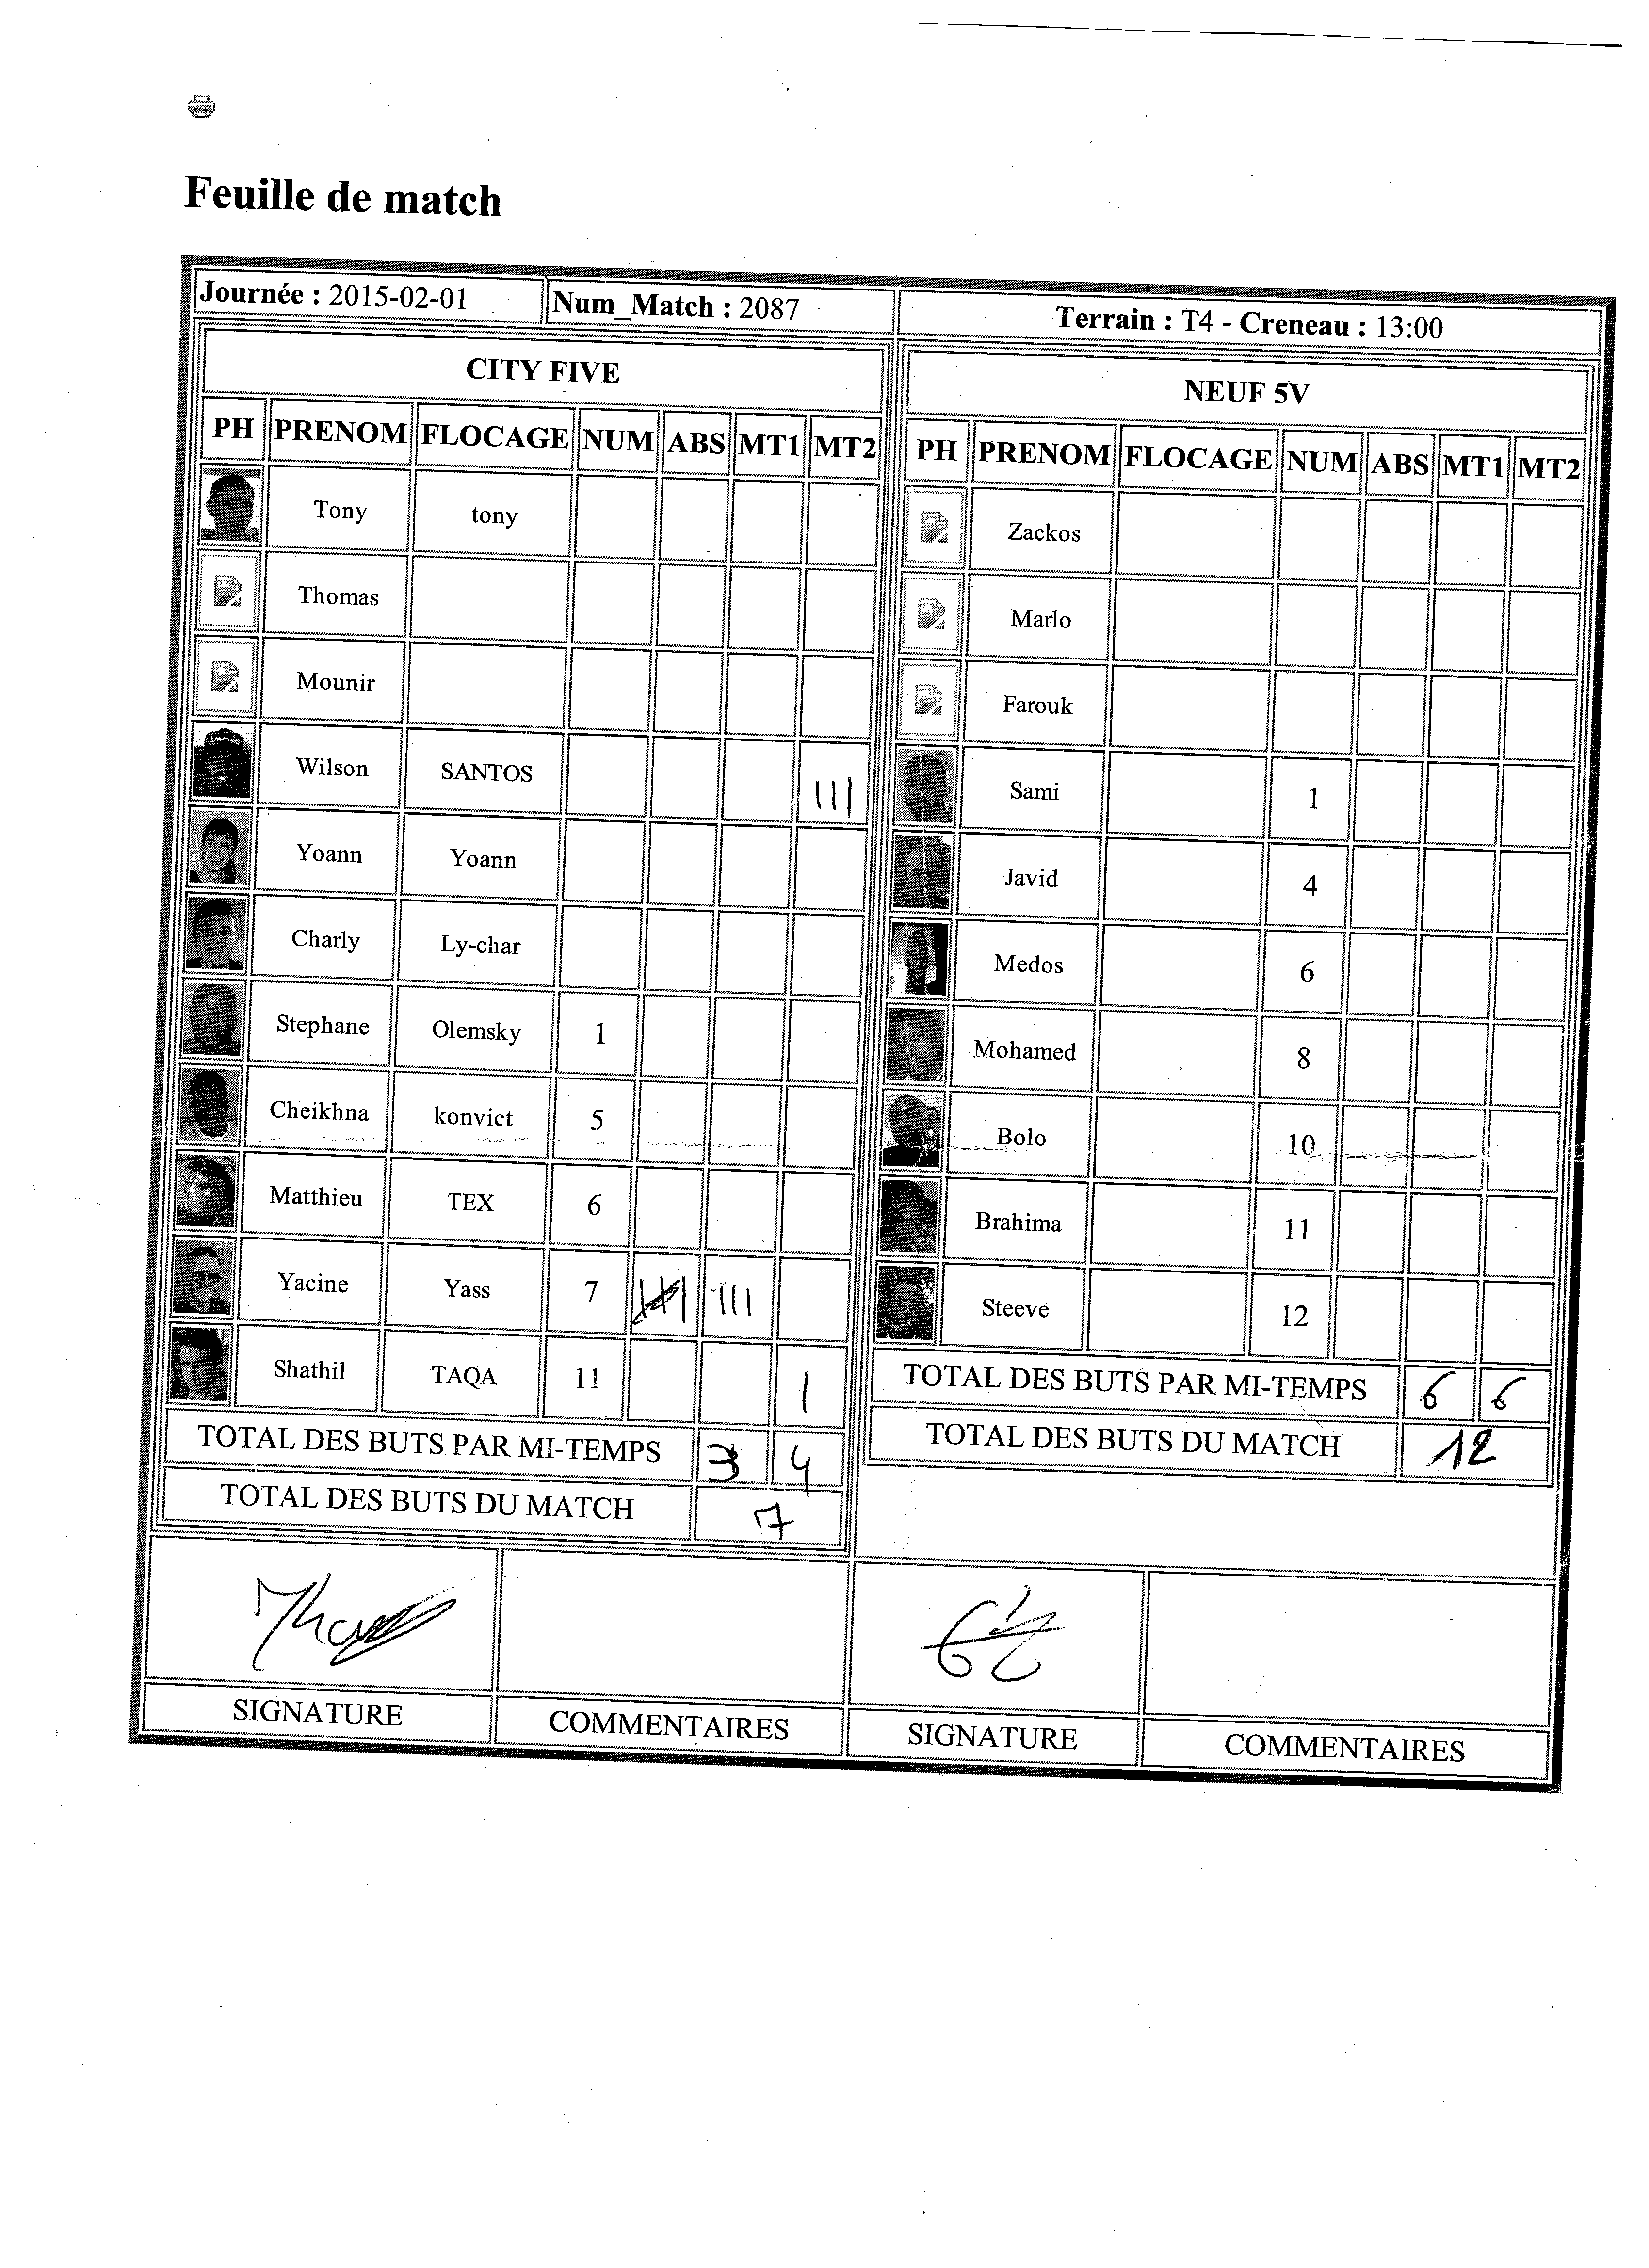 Feuille de match
Journée : 2015-02-01 Num_Match : 2087 Terrain : T4 - Creneau : 13:00
CITY FIVE
PH PRENOM FLOCAGE NUM ABS MT1 MT2
Tony tony
Thomas
Mounir
Wilson SANTOS III
Yoann Yoann
Charly Ly-char
Stephane Olemsky 1
Cheikhna konvict 5
Matthieu TEX 6
Yacine Yass 7 III
Shathil TAQA 11 I
TOTAL DES BUTS PAR MI-TEMPS 3 4
TOTAL DES BUTS DU MATCH 7
NEUF 5V
PH PRENOM FLOCAGE NUM ABS MT1 MT2
Zackos
Marlo
Farouk
Sami 1
Javid 4
Medos 6
Mohamed 8
Bolo 10
Brahima 11
Steeve 12
TOTAL DES BUTS PAR MI-TEMPS 6 6
TOTAL DES BUTS DU MATCH 12
SIGNATURE COMMENTAIRES SIGNATURE COMMENTAIRES